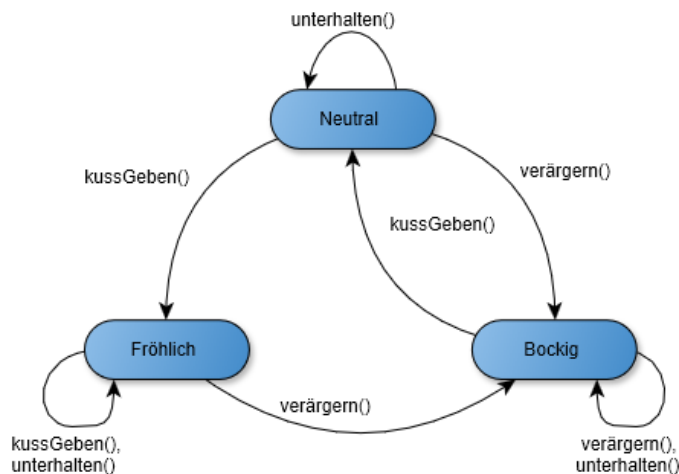 unterhalten()
Neutral
kussGeben()
verärgern()
kussGeben()
Fröhlich
Bockig
verärgern()
kussGeben(),
unterhalten()
verärgern(),
unterhalten()